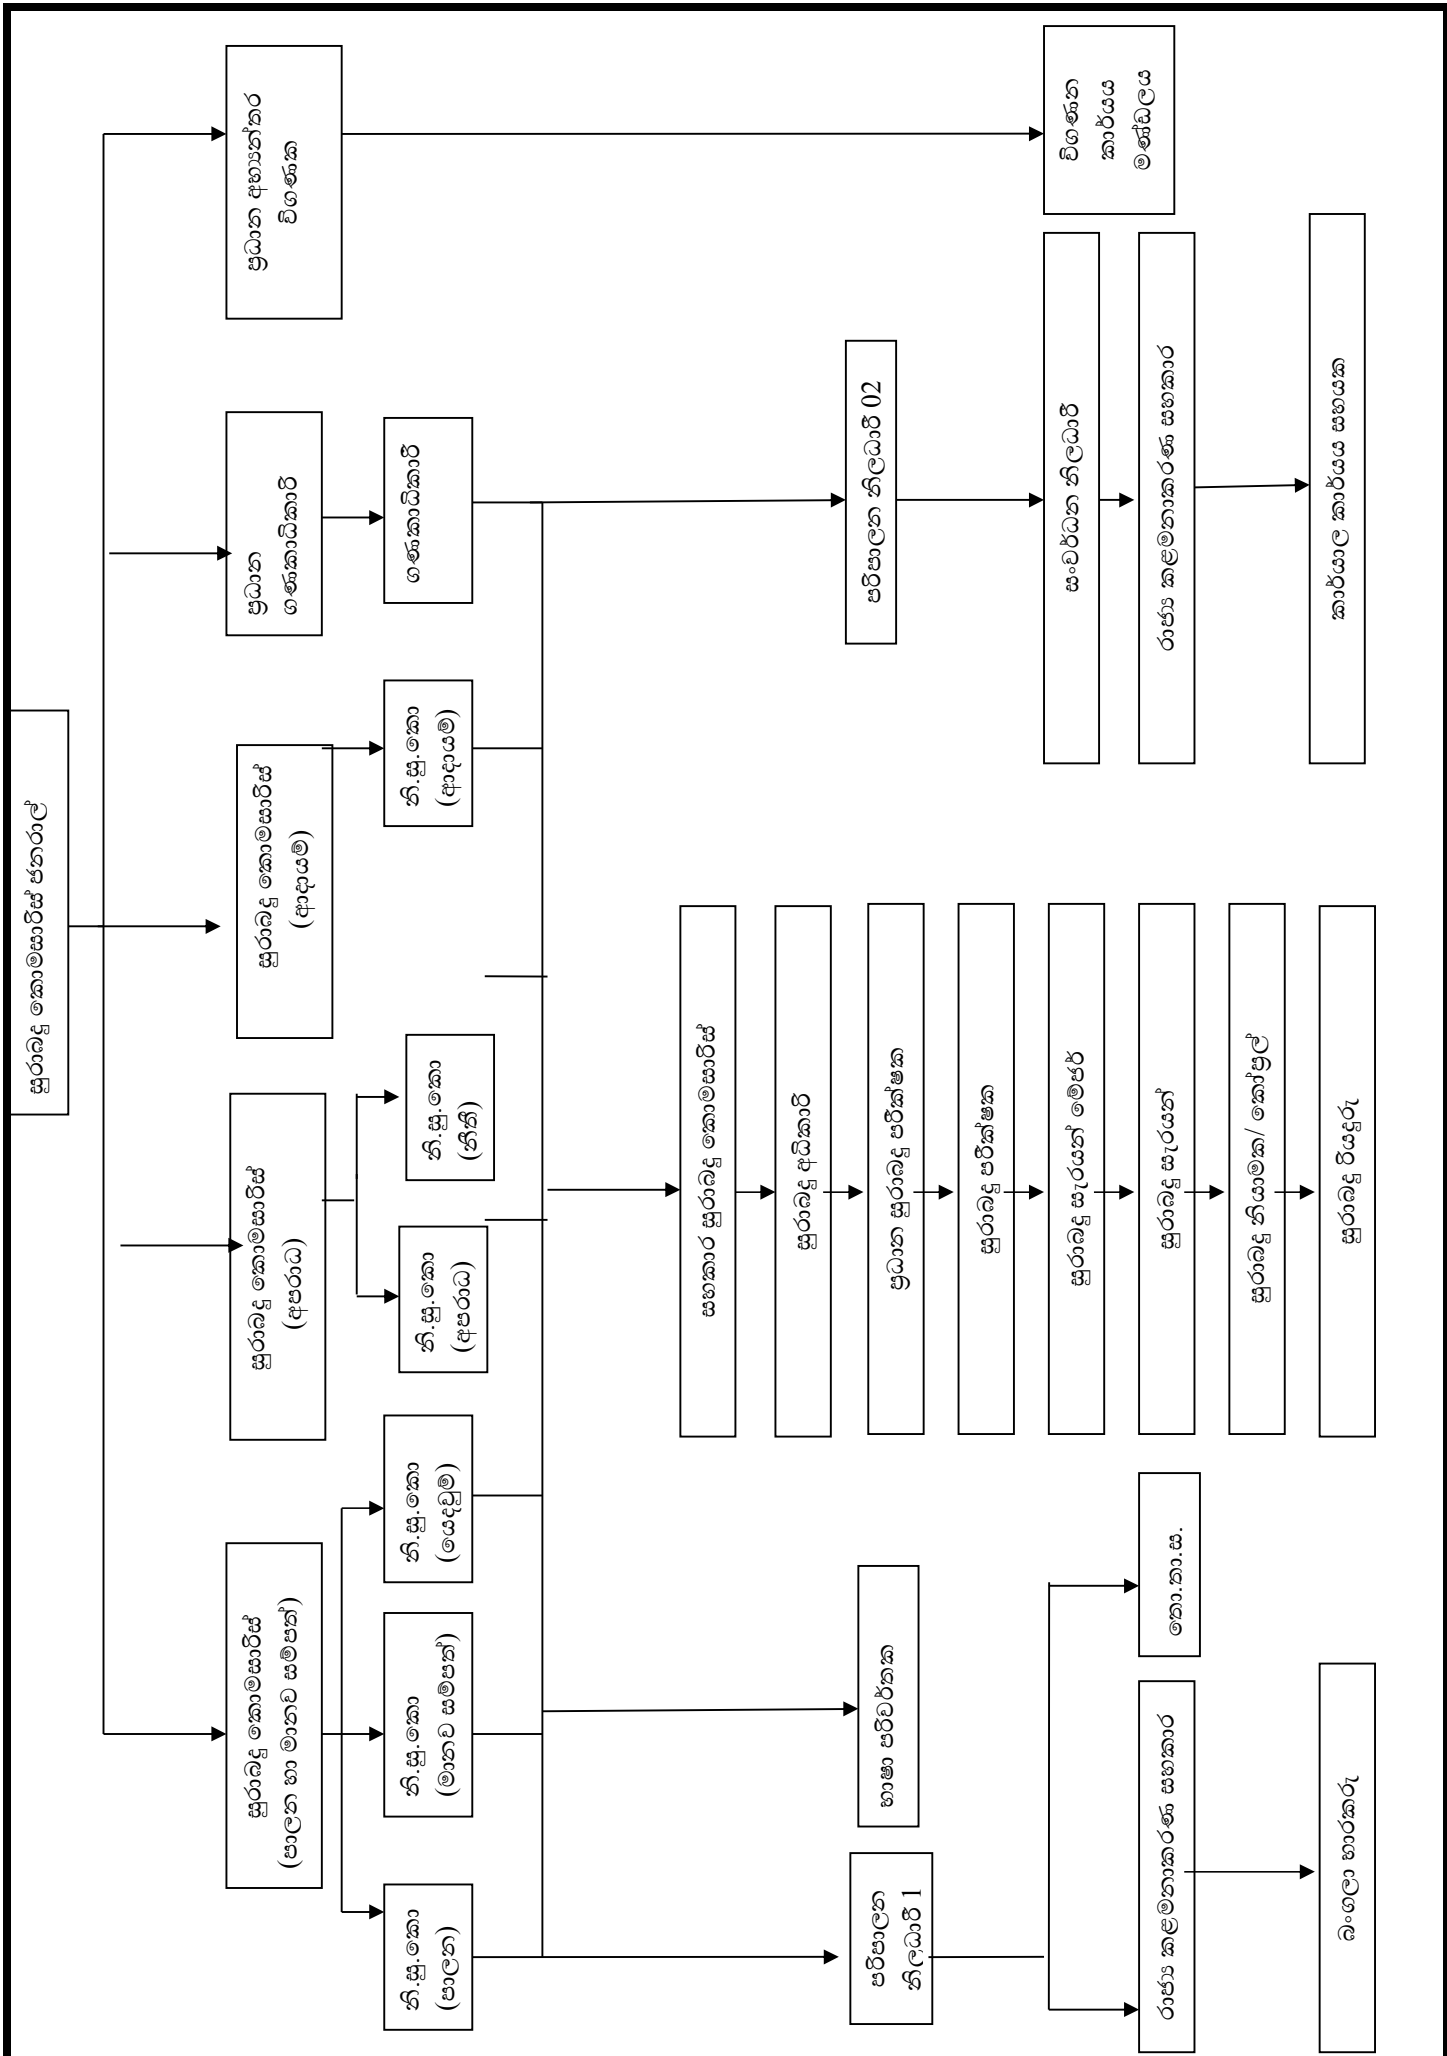 සුරාබදු කොමසාරිස් ජනරාල්
සුරාබදු කොමසාරිස්
(පාලන හා මානව සම්පත්)
සුරාබදු කොමසාරිස්
(අපරාධ)
සුරාබදු කොමසාරිස්
(ආදායම්)
ප්‍රධාන
ගණකාධිකාරී
ප්‍රධාන අභ්‍යන්තර
විගණක
නි.සු.කො
(පාලන)
නි.සු.කො
(මානව සම්පත්)
නි.සු.කො
(යෙදවුම්)
නි.සු.කො
(අපරාධ)
නි.සු.කො
(නීති)
නි.සු.කො
(ආදායම්)
ගණකාධිකාරී
සහකාර සුරාබදු කොමසාරිස්
සුරාබදු අධිකාරී
ප්‍රධාන සුරාබදු පරීක්ෂක
සුරාබදු පරීක්ෂක
සුරාබදු සැරයන් මේජර්
සුරාබදු සැරයන්
සුරාබදු නියාමක/ කෝප්‍රල්
සුරාබදු රියදුරු
පරිපාලන
නිලධාරී 1
භාෂා පරිවර්තක
රාජ්‍ය කළමනාකරණ සහකාර
තො.තා.ස.
බංගලා භාරකරු
පරිපාලන නිලධාරී 02
සංවර්ධන නිලධාරී
රාජ්‍ය කළමනාකරණ සහකාර
කාර්යාල කාර්යය සහයක
විගණන
කාර්යය
මණ්ඩලය